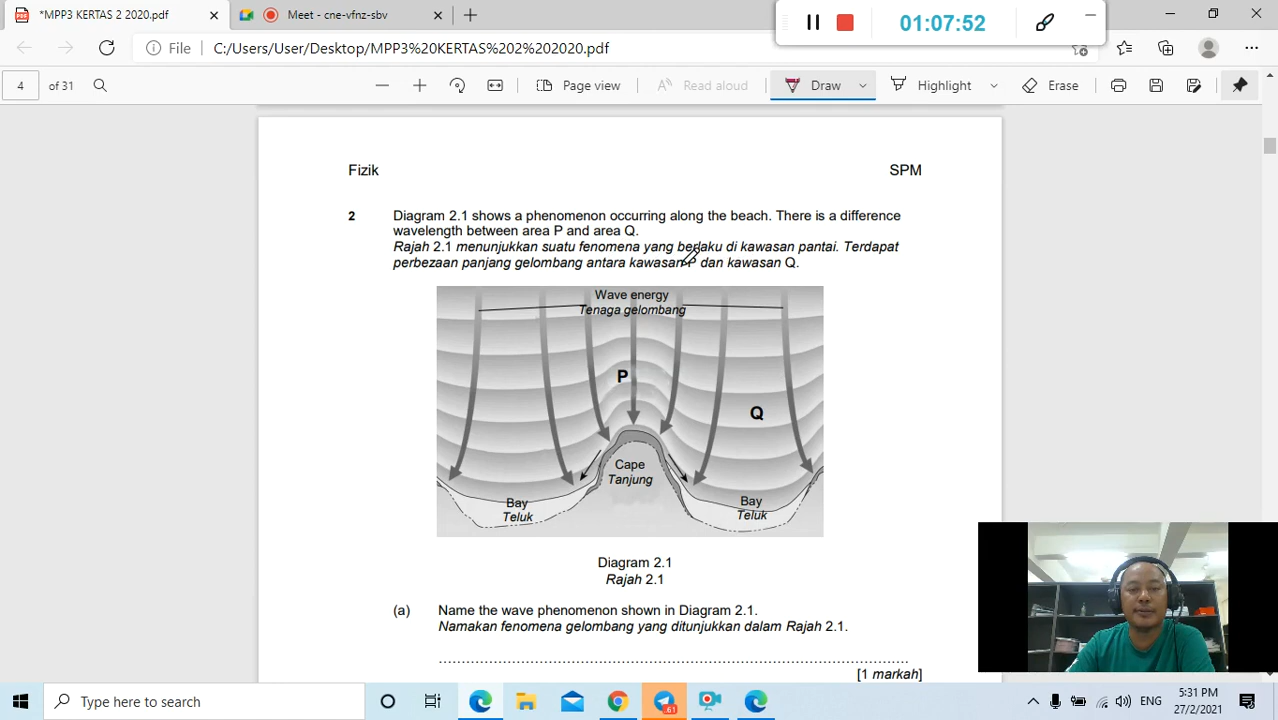 *MPP3 KERTAS 2 2020.pdf
Meet - cne-vfnz-sbv
01:07:52
File
C:/Users/User/Desktop/MPP3%20KERTAS%202%202020.pdf
4
of 31
Page view
Read aloud
Draw
Highlight
Erase
Fizik
SPM
2
Diagram 2.1 shows a phenomenon occurring along the beach. There is a difference
wavelength between area P and area Q.
Rajah 2.1 menunjukkan suatu fenomena yang berlaku di kawasan pantai. Terdapat
perbezaan panjang gelombang antara kawasan P dan kawasan Q.
Wave energy
Tenaga gelombang
P
Q
Cape
Tanjung
Bay
Teluk
Bay
Teluk
Diagram 2.1
Rajah 2.1
(a) Name the wave phenomenon shown in Diagram 2.1.
Namakan fenomena gelombang yang ditunjukkan dalam Rajah 2.1.
[1 markah]
Type here to search
61
ENG
5:31 PM
27/2/2021